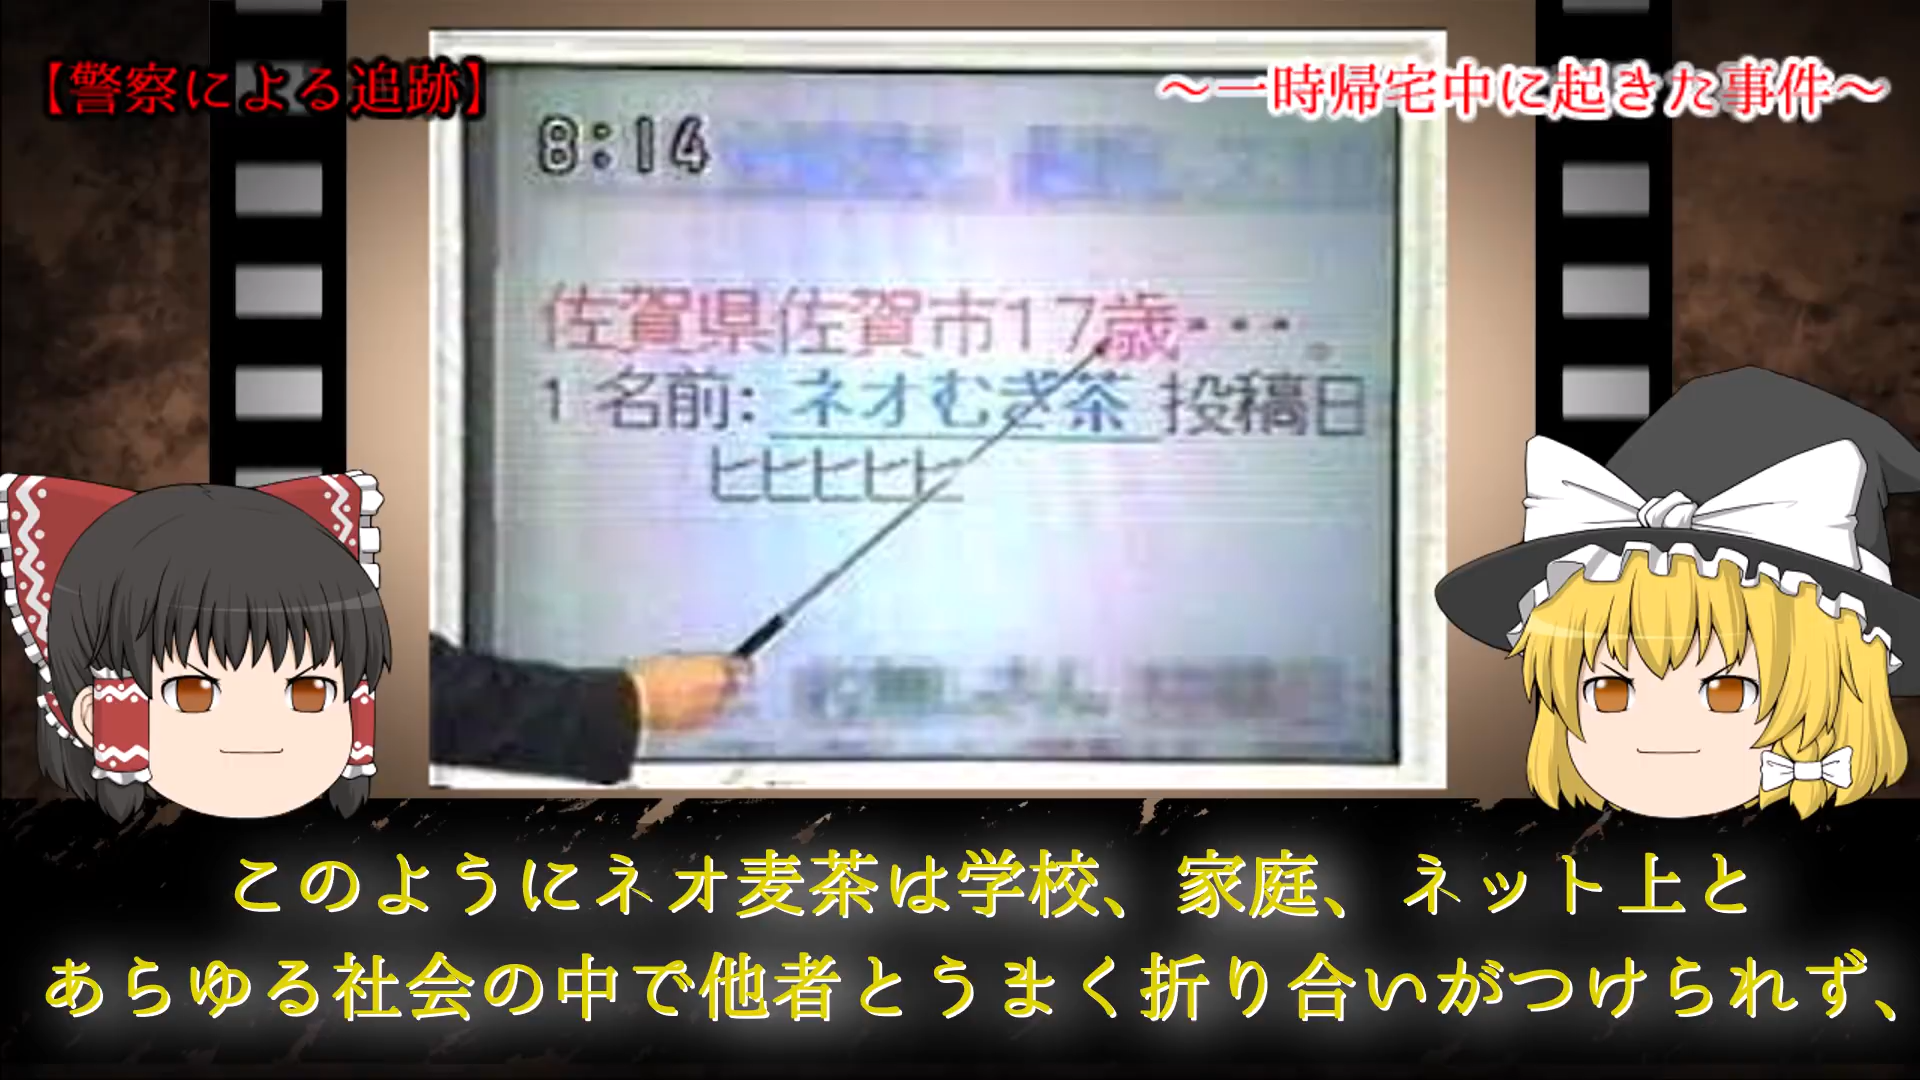 【警察による追跡】
～一時帰宅中に起きた事件～
8:14
佐賀県佐賀市17歳・・・。
1 名前: ネオむぎ茶 投稿日
ヒヒヒヒヒ
このようにネオ麦茶は学校、家庭、ネット上と
あらゆる社会の中で他者とうまく折り合いがつけられず、